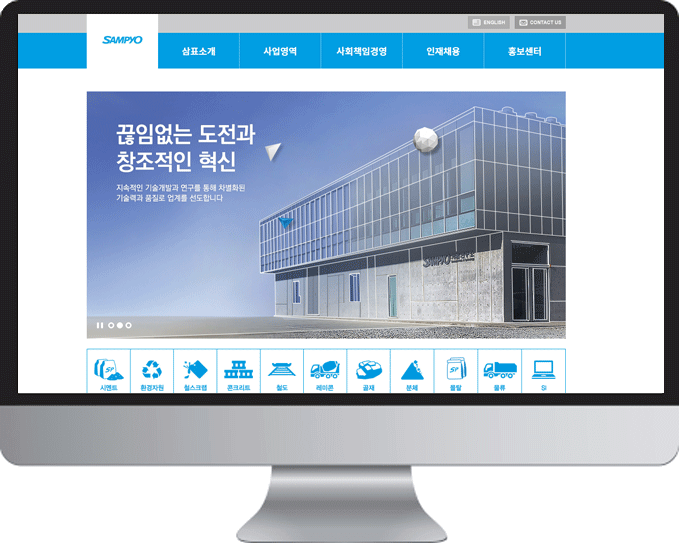 ENGLISH
CONTACT US
SAMPYO
삼표소개
사업영역
사회책임경영
인재채용
홍보센터
끊임없는 도전과
창조적인 혁신
지속적인 기술개발과 연구를 통해 차별화된
기술력과 품질로 업계를 선도합니다
SAMPYO
SP
SP
시멘트
환경자원
철스크랩
콘크리트
철도
레미콘
골재
분체
몰탈
물류
SI